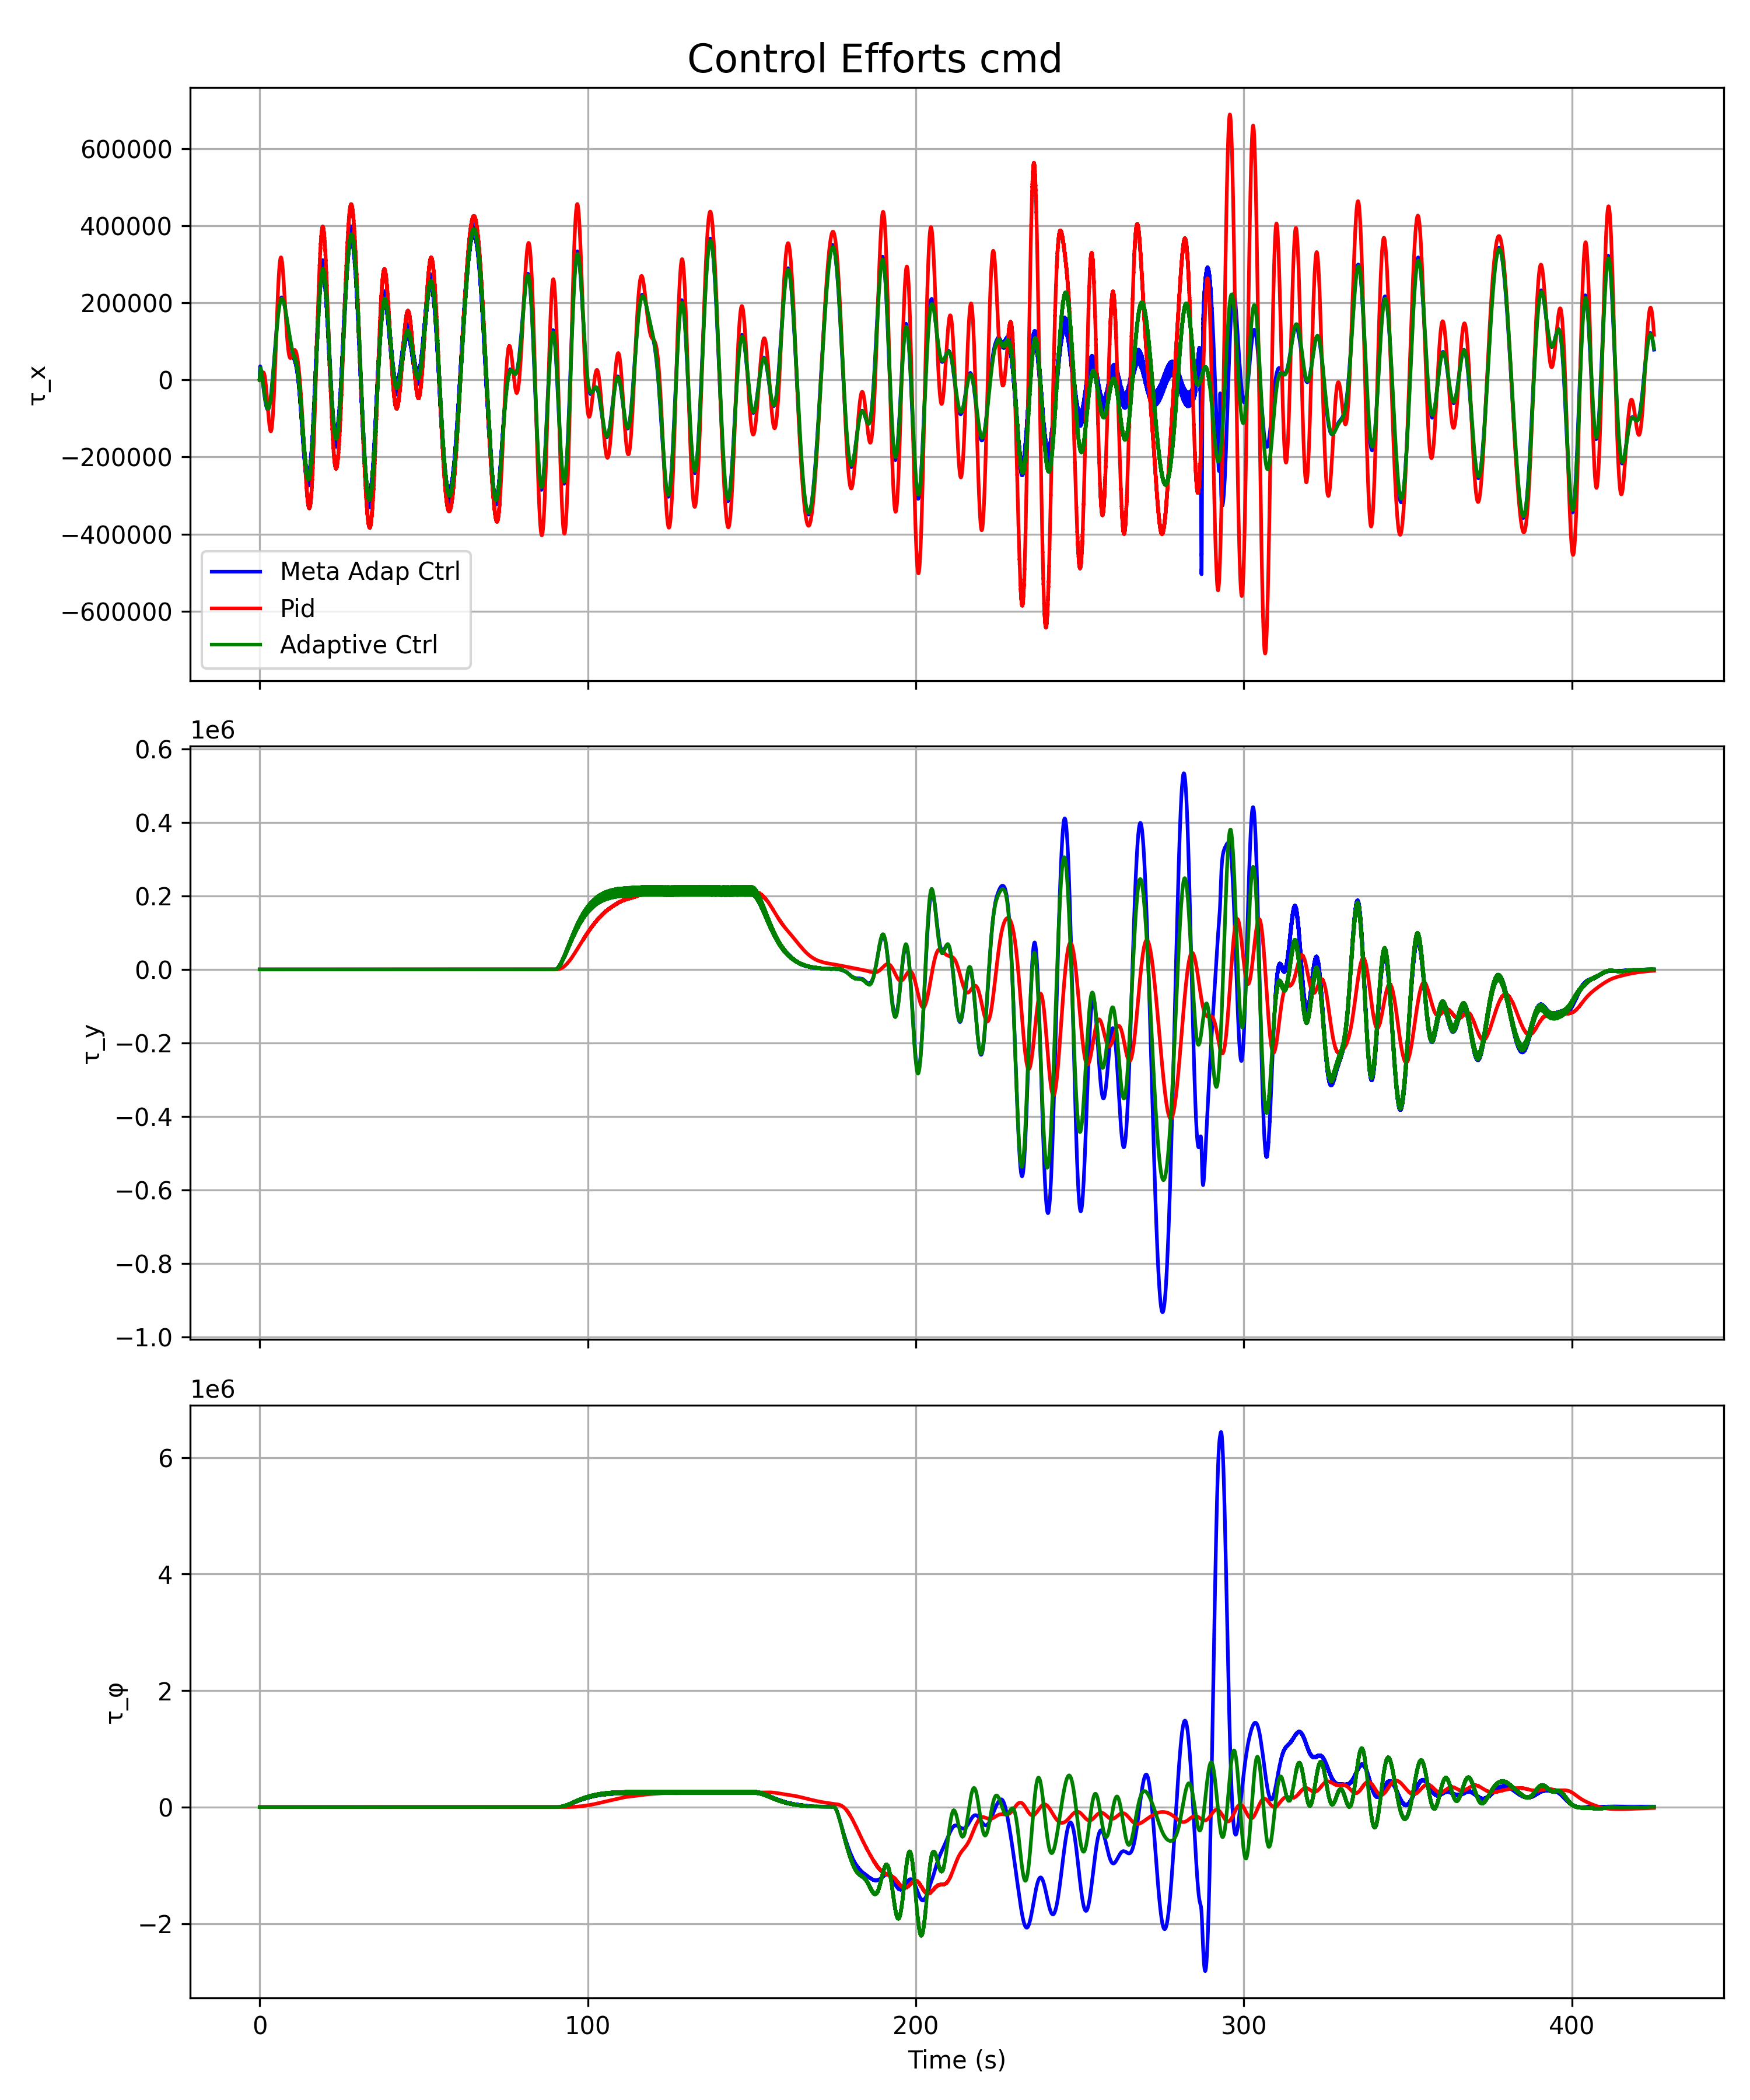 Control Efforts cmd
τ_x
600000
400000
200000
0
−200000
−400000
−600000
Meta Adap Ctrl
Pid
Adaptive Ctrl
1e6
τ_y
0.6
0.4
0.2
0.0
−0.2
−0.4
−0.6
−0.8
−1.0
1e6
τ_φ
6
4
2
0
−2
0 100 200 300 400
Time (s)